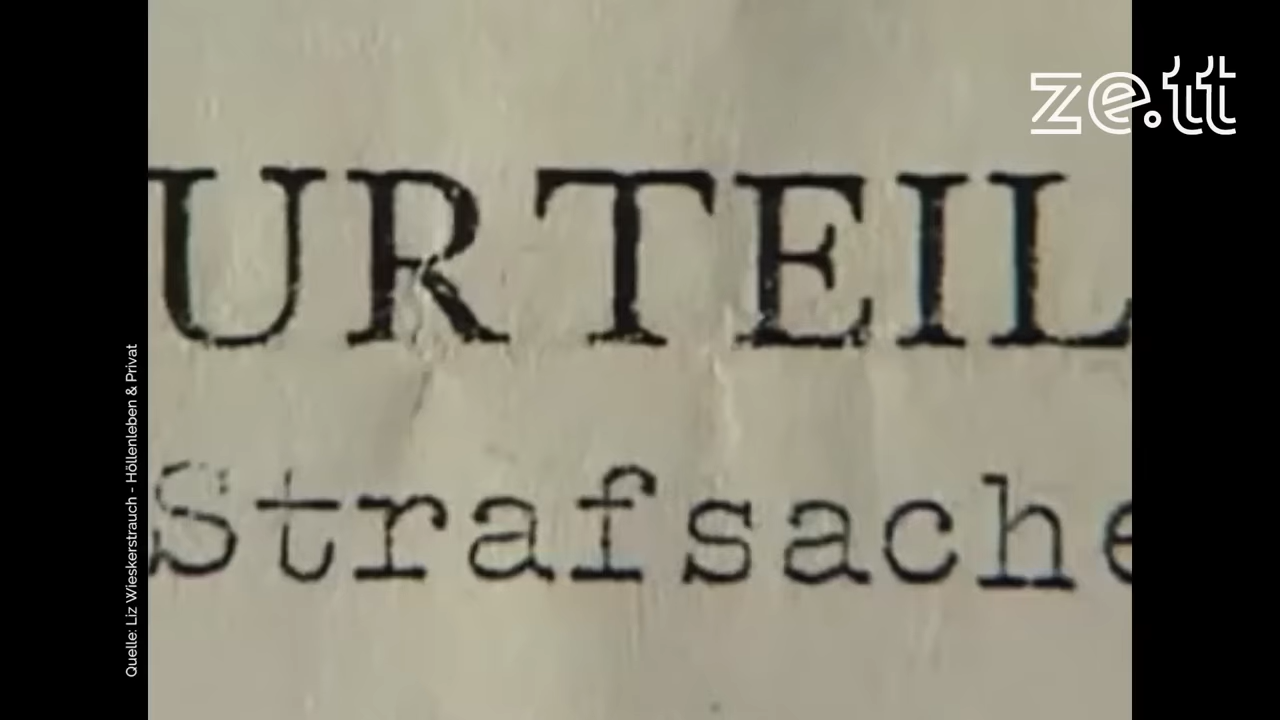 ze.tt
URTEIL
Strafsache
Quelle: Liz Wieskerstrauch - Höllenleben & Privat